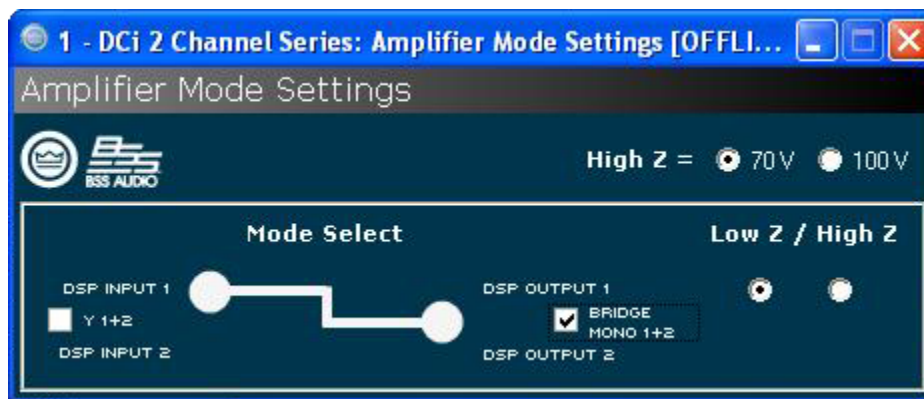 1 - DCi 2 Channel Series: Amplifier Mode Settings [OFFLI...
Amplifier Mode Settings
BSS
BSS AUDIO
High Z = 70V 100V
Mode Select
Low Z / High Z
DSP INPUT 1
DSP OUTPUT 1
Y 1+2
BRIDGE
MONO 1+2
DSP INPUT 2
DSP OUTPUT 2